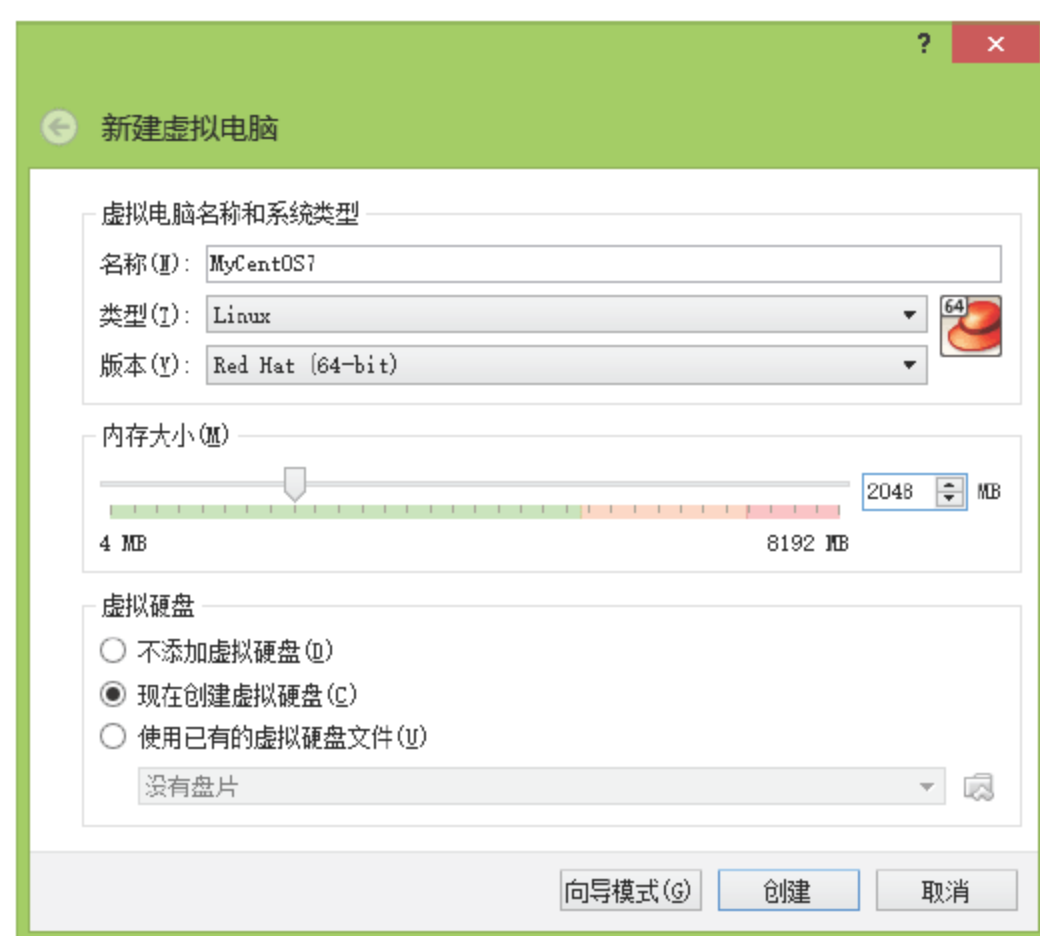 ?
×
新建虚拟电脑
虚拟电脑名称和系统类型
名称(N): MyCentOS7
类型(T): Linux
64
版本(V): Red Hat (64-bit)
内存大小(M)
2048 MB
4 MB 8192 MB
虚拟硬盘
不添加虚拟硬盘(D)
现在创建虚拟硬盘(C)
使用已有的虚拟硬盘文件(U)
没有盘片
向导模式(G) 创建 取消